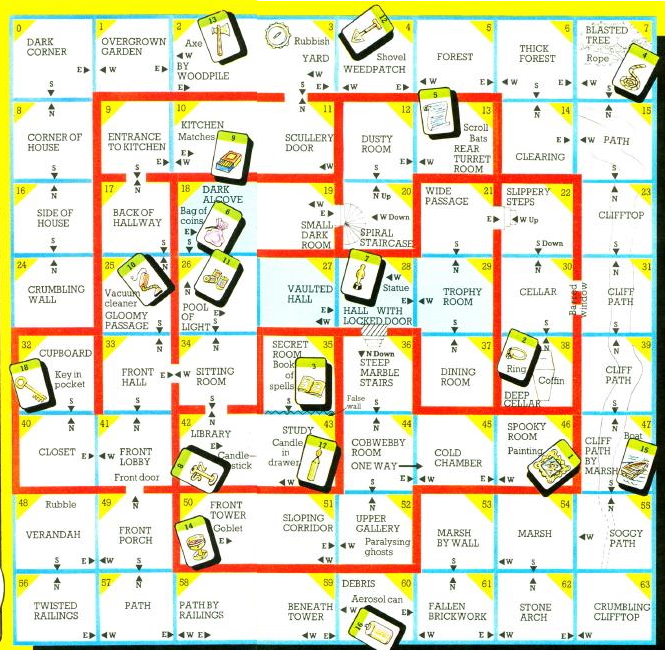 0
DARK
CORNER
S
E
1
OVERGROWN
GARDEN
W
E
2
13
Axe
W
BY
WOODPILE
E
3
Rubbish
YARD
W
E
S
4
12
Shovel
WEEDPATCH
W
E
5
FOREST
W
E
6
THICK
FOREST
W
E
S
7
BLASTED
TREE
Rope
4
W
S
8
N
CORNER OF
HOUSE
S
9
ENTRANCE
TO KITCHEN
E
S
10
KITCHEN
Matches
9
W
E
11
N
SCULLERY
DOOR
W
12
DUSTY
ROOM
S
E
13
5
Scroll
Bats
REAR
TURRET
ROOM
W
14
N
CLEARING
E
15
N
PATH
W
S
16
N
SIDE OF
HOUSE
S
17
N
BACK OF
HALLWAY
S
18
DARK
ALCOVE
Bag of
coins
6
E
S
19
W
E
SMALL
DARK
ROOM
20
N Up
W Down
SPIRAL
STAIRCASE
21
WIDE
PASSAGE
E
S
22
SLIPPERY
STEPS
W Up
S Down
23
N
CLIFFTOP
S
24
N
CRUMBLING
WALL
25
N
10
Vacuum
cleaner
GLOOMY
PASSAGE
S
26
N
11
POOL
OF
LIGHT
E
S
27
VAULTED
HALL
W
E
28
7
Statue
HALL WITH
LOCKED DOOR
W
E
29
N
TROPHY
ROOM
W
S
30
N
CELLAR
S
Barred
window
31
N
CLIFF
PATH
S
32
CUPBOARD
18
Key in
pocket
S
33
N
FRONT
HALL
E
S
34
N
SITTING
ROOM
W
S
35
SECRET
ROOM
Book
of
spells
3
False
wall
36
N Down
STEEP
MARBLE
STAIRS
S
37
N
DINING
ROOM
38
N
2
Ring
Coffin
DEEP
CELLAR
39
N
CLIFF
PATH
S
40
N
CLOSET
E
41
N
W
FRONT
LOBBY
Front door
S
42
N
LIBRARY
E
Candle-
stick
8
43
STUDY
Candle
in
drawer
17
W
44
N
COBWEBBY
ROOM
ONE WAY
S
45
COLD
CHAMBER
W
E
46
SPOOKY
ROOM
Painting
1
W
47
N
Boat
CLIFF
PATH
BY
MARSH
15
S
48
Rubble
VERANDAH
S
E
49
N
FRONT
PORCH
W
S
50
FRONT
TOWER
Goblet
14
E
51
SLOPING
CORRIDOR
W
E
52
N
UPPER
GALLERY
W
Paralysing
ghosts
53
MARSH
BY WALL
S
E
54
MARSH
W
S
55
N
SOGGY
PATH
W
56
N
TWISTED
RAILINGS
E
57
N
PATH
W
E
58
PATH BY
RAILINGS
W
E
59
BENEATH
TOWER
W
E
60
DEBRIS
Aerosol can
16
W
E
61
N
FALLEN
BRICKWORK
W
E
62
N
STONE
ARCH
W
E
63
CRUMBLING
CLIFFTOP
W